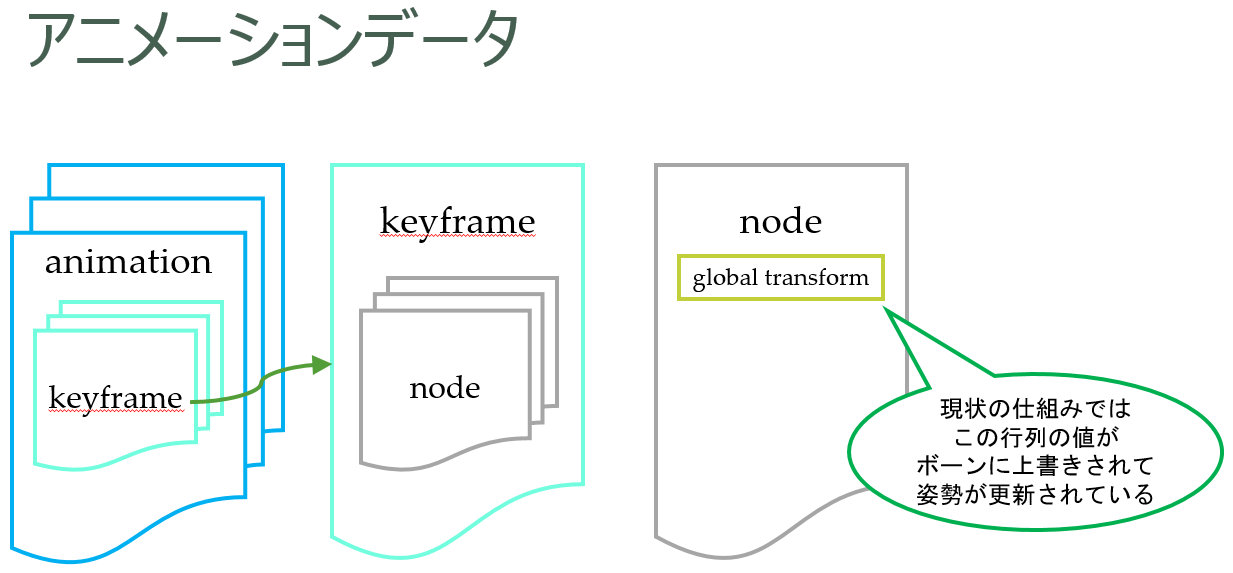 アニメーションデータ
animation
keyframe
keyframe
node
node
global transform
現状の仕組みでは
この行列の値が
ボーンに上書きされて
姿勢が更新されている